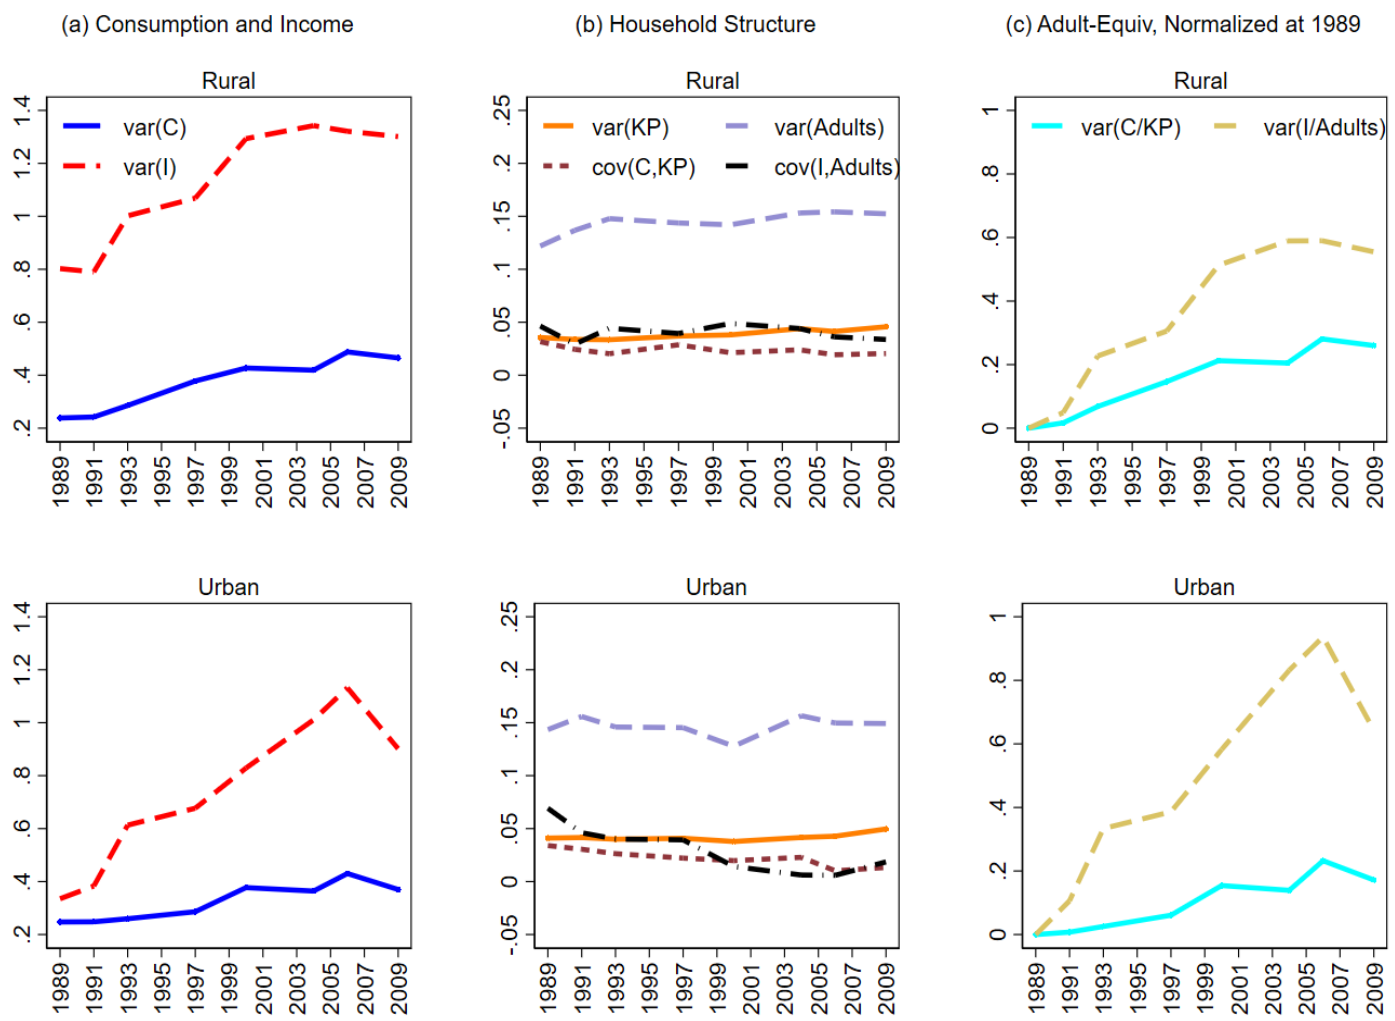 (a) Consumption and Income
(b) Household Structure
(c) Adult-Equiv, Normalized at 1989
Rural
1.4
1.2
1
.8
.6
.4
.2
var(C)
var(I)
1989 1991 1993 1995 1997 1999 2001 2003 2005 2007 2009
Rural
.25
.2
.15
.1
.05
0
-.05
var(KP) var(Adults)
cov(C,KP) cov(I,Adults)
1989 1991 1993 1995 1997 1999 2001 2003 2005 2007 2009
Rural
1
.8
.6
.4
.2
0
var(C/KP) var(I/Adults)
1989 1991 1993 1995 1997 1999 2001 2003 2005 2007 2009
Urban
1.4
1.2
1
.8
.6
.4
.2
1989 1991 1993 1995 1997 1999 2001 2003 2005 2007 2009
Urban
.25
.2
.15
.1
.05
0
-.05
1989 1991 1993 1995 1997 1999 2001 2003 2005 2007 2009
Urban
1
.8
.6
.4
.2
0
1989 1991 1993 1995 1997 1999 2001 2003 2005 2007 2009